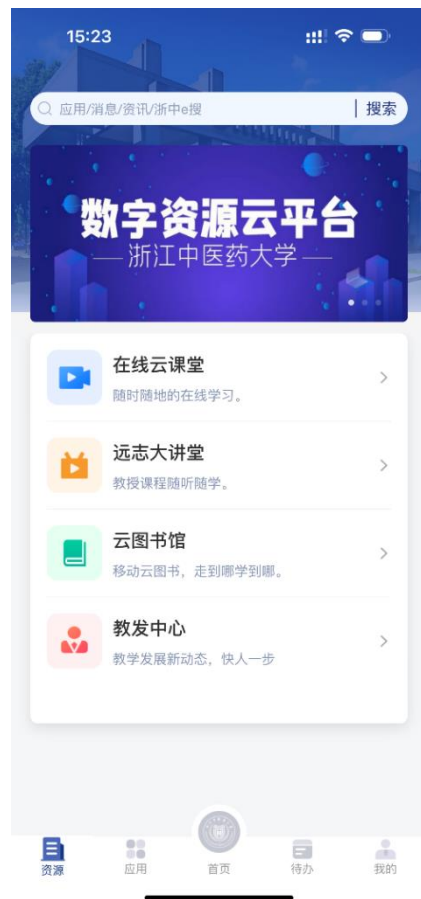 15:23
应用/消息/资讯/浙中e搜 | 搜索
数字资源云平台
— 浙江中医药大学 —
在线云课堂
随时随地的在线学习。
远志大讲堂
教授课程随听随学。
云图书馆
移动云图书，走到哪学到哪。
教发中心
教学发展新动态，快人一步
资源 应用 首页 待办 我的